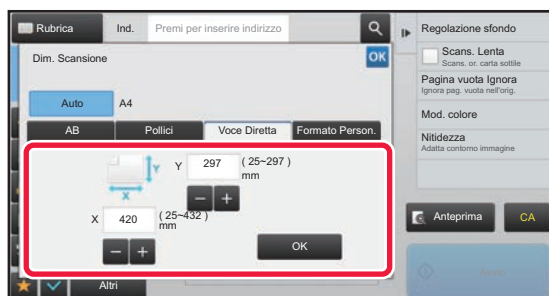 Rubrica
Ind.
Premi per inserire indirizzo
Dim. Scansione
OK
Auto
A4
AB
Pollici
Voce Diretta
Formato Person.
Y
X
Y
297
(25~297)
mm
X
420
(25~432)
mm
OK
Altri
Regolazione sfondo
Scans. Lenta
Scans. or. carta sottile
Pagina vuota Ignora
Ignora pag. vuota nell'orig.
Mod. colore
Nitidezza
Adatta contorno immagine
Anteprima
CA
Avvio